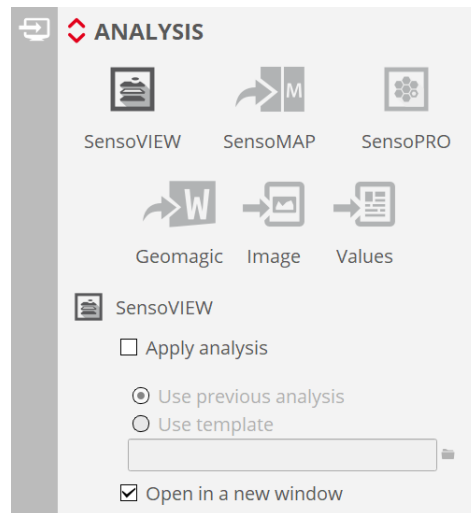 ANALYSIS
M
SensoVIEW SensoMAP SensoPRO
W
Geomagic Image Values
SensoVIEW
Apply analysis
Use previous analysis
Use template
Open in a new window